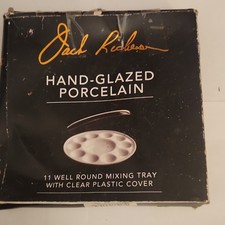 Jack Richeson
HAND-GLAZED
PORCELAIN
11 WELL ROUND MIXING TRAY
WITH CLEAR PLASTIC COVER